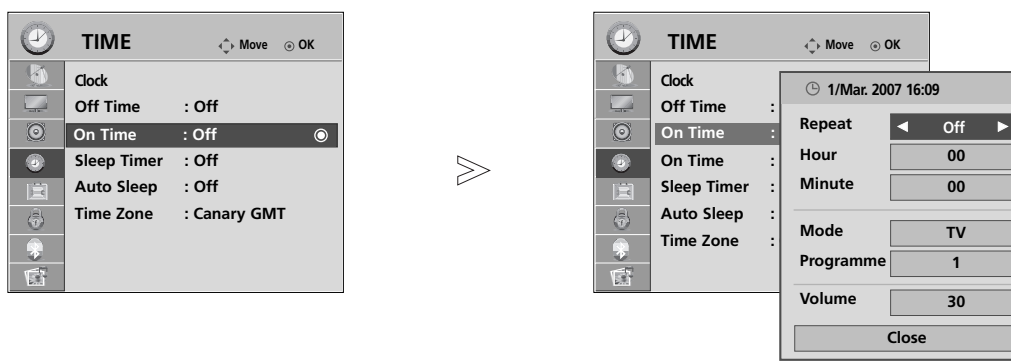 TIME Move OK
Clock
Off Time : Off
On Time : Off
Sleep Timer : Off
Auto Sleep : Off
Time Zone : Canary GMT
TIME Move OK
Clock
Off Time :
On Time :
On Time :
Sleep Timer :
Auto Sleep :
Time Zone :
1/Mar. 2007 16:09
Repeat ◀ Off ▶
Hour 00
Minute 00
Mode TV
Programme 1
Volume 30
Close